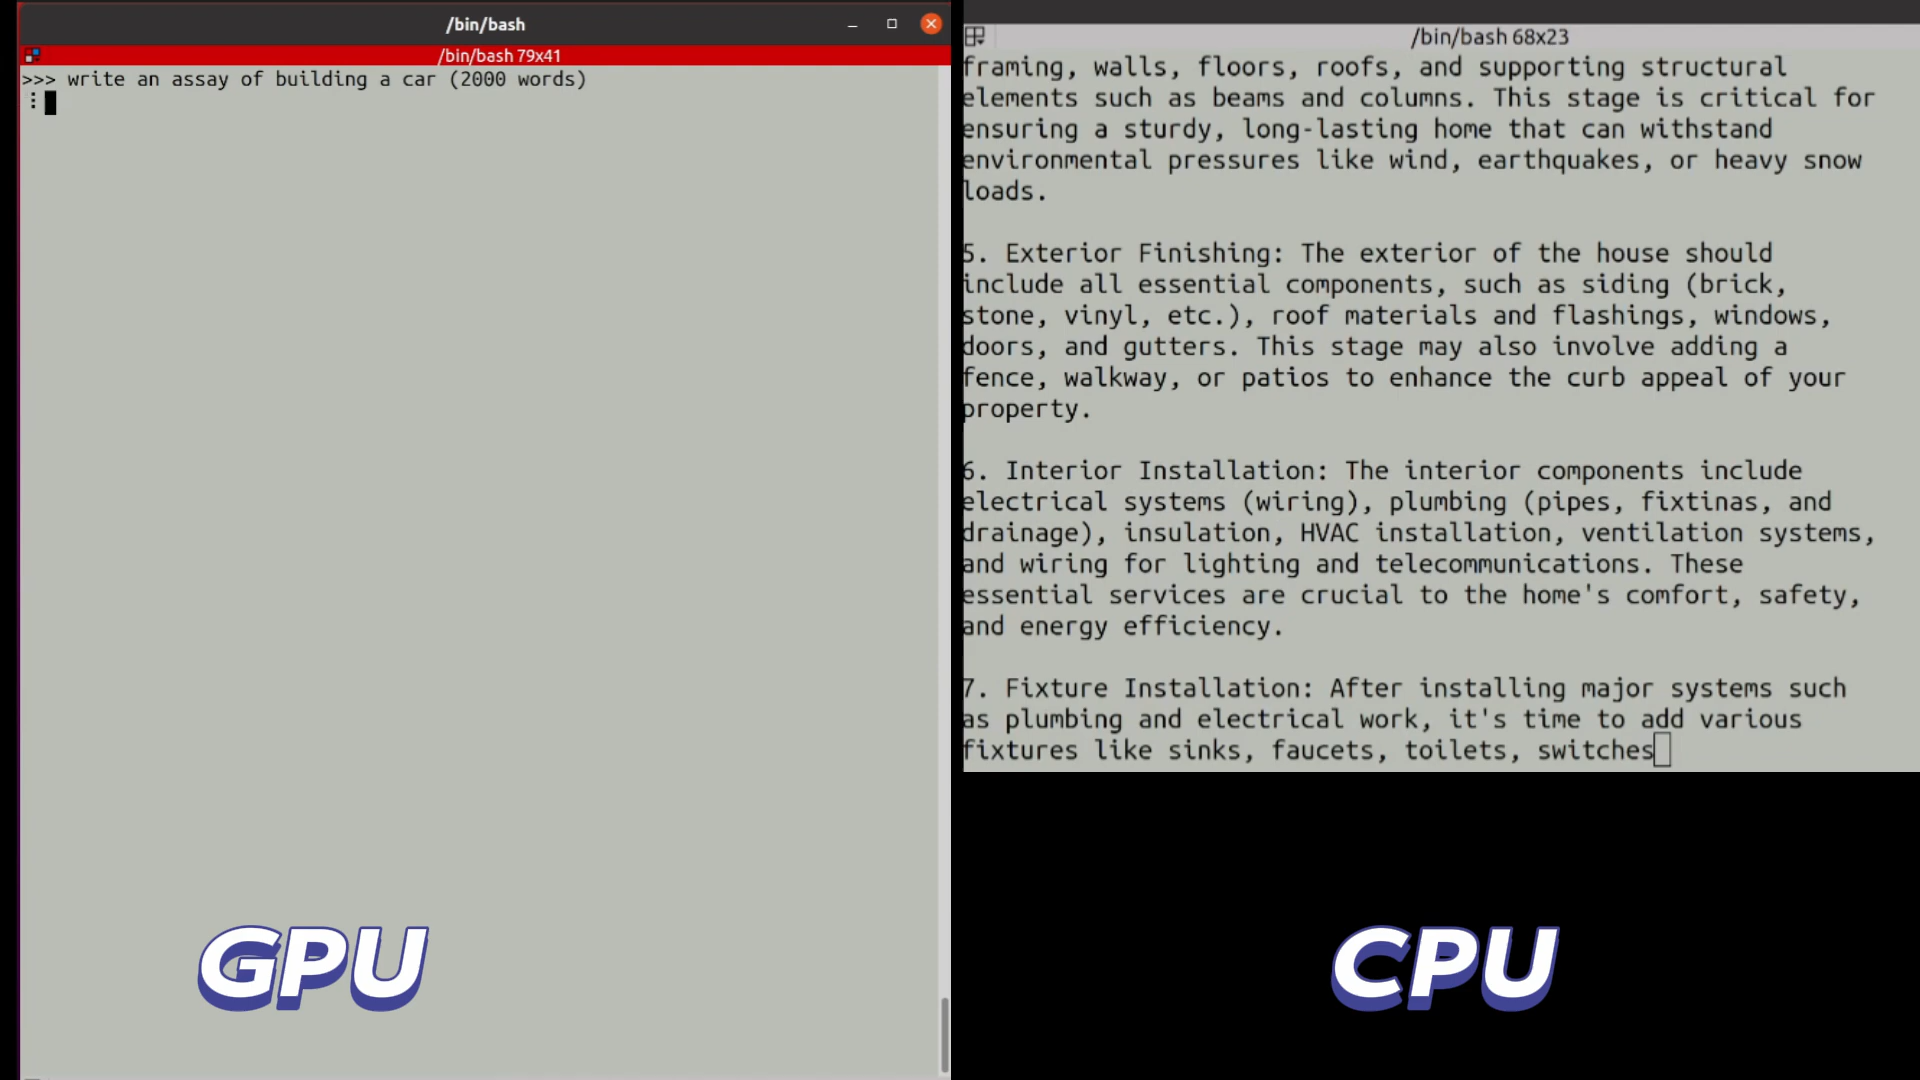 /bin/bash
/bin/bash 79x41
>>> write an assay of building a car (2000 words)
GPU
/bin/bash 68x23
framing, walls, floors, roofs, and supporting structural
elements such as beams and columns. This stage is critical for
ensuring a sturdy, long-lasting home that can withstand
environmental pressures like wind, earthquakes, or heavy snow
loads.
5. Exterior Finishing: The exterior of the house should
include all essential components, such as siding (brick,
stone, vinyl, etc.), roof materials and flashings, windows,
doors, and gutters. This stage may also involve adding a
fence, walkway, or patios to enhance the curb appeal of your
property.
6. Interior Installation: The interior components include
electrical systems (wiring), plumbing (pipes, fixtinas, and
drainage), insulation, HVAC installation, ventilation systems,
and wiring for lighting and telecommunications. These
essential services are crucial to the home's comfort, safety,
and energy efficiency.
7. Fixture Installation: After installing major systems such
as plumbing and electrical work, it's time to add various
fixtures like sinks, faucets, toilets, switches
CPU